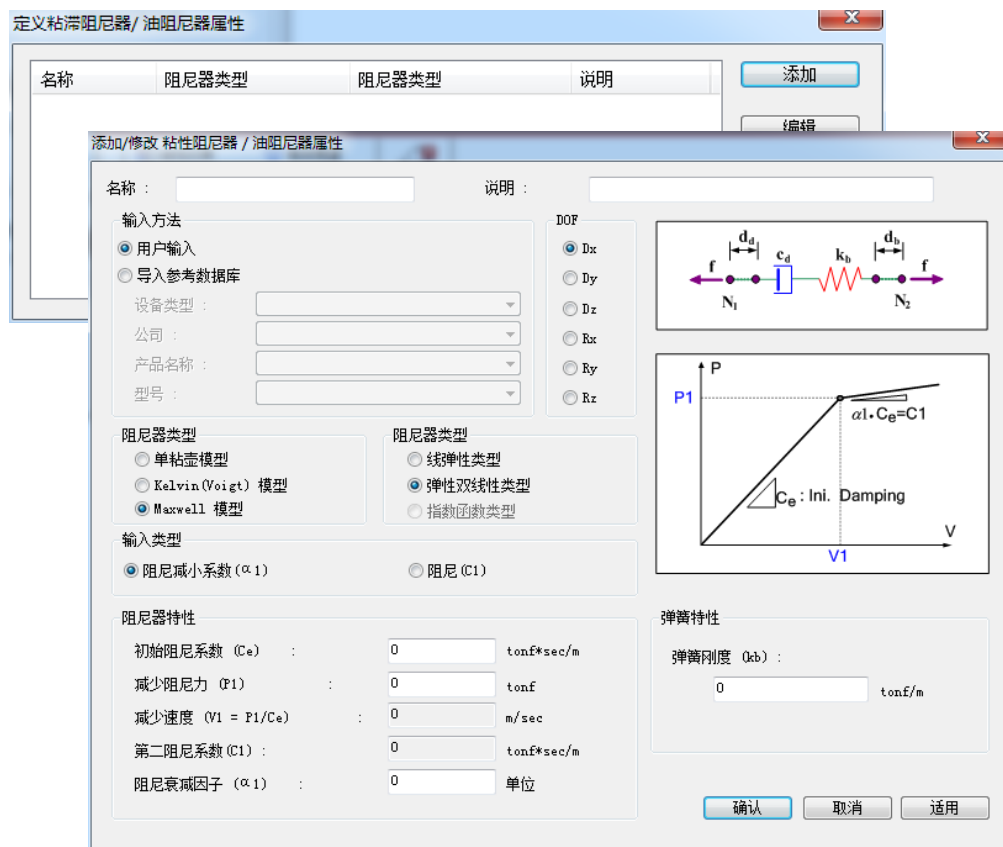 定义粘滞阻尼器/ 油阻尼器属性
名称 阻尼器类型 阻尼器类型 说明
添加
编辑
添加/修改 粘性阻尼器 / 油阻尼器属性
名称 :
说明 :
输入方法
用户输入
导入参考数据库
设备类型 :
公司 :
产品名称 :
型号 :
DOF
Dx
Dy
Dz
Rx
Ry
Rz
f dd cd kb db f
N1 N2
阻尼器类型
单粘壶模型
Kelvin(Voigt) 模型
Maxwell 模型
阻尼器类型
线弹性类型
弹性双线性类型
指数函数类型
P
P1
α1·Ce=C1
Ce : Ini. Damping
V
V1
输入类型
阻尼减小系数(α1)
阻尼(C1)
阻尼器特性
初始阻尼系数 (Ce) : 0 tonf*sec/m
减少阻尼力 (P1) : 0 tonf
减少速度 (V1 = P1/Ce) : 0 m/sec
第二阻尼系数(C1) : 0 tonf*sec/m
阻尼衰减因子 (α1) : 0 单位
弹簧特性
弹簧刚度 (kb) :
0 tonf/m
确认 取消 适用